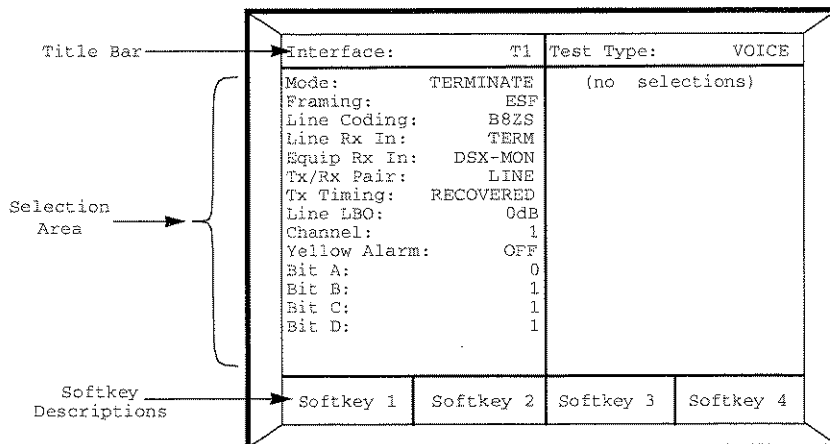 Title Bar
Interface: T1 Test Type: VOICE
Mode: TERMINATE (no selections)
Framing: ESF
Line Coding: B8ZS
Line Rx In: TERM
Equip Rx In: DSX-MON
Tx/Rx Pair: LINE
Tx Timing: RECOVERED
Selection
Area
Line LBO: 0dB
Channel: 1
Yellow Alarm: OFF
Bit A: 0
Bit B: 1
Bit C: 1
Bit D: 1
Softkey
Descriptions
Softkey 1 Softkey 2 Softkey 3 Softkey 4